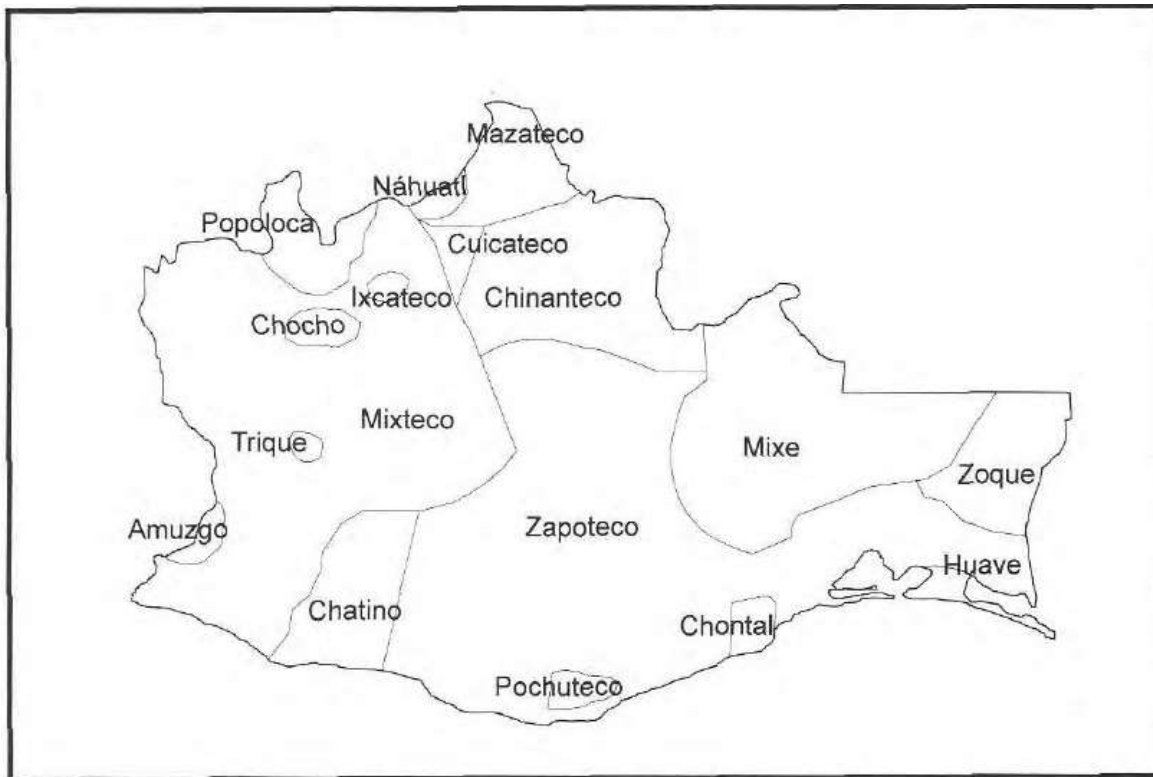 Mazateco
Náhuatl
Popoloca
Cuicateco
Ixcateco
Chinanteco
Chocho
Mixteco
Trique
Mixe
Zoque
Amuzgo
Zapoteco
Huave
Chatino
Chontal
Pochuteco